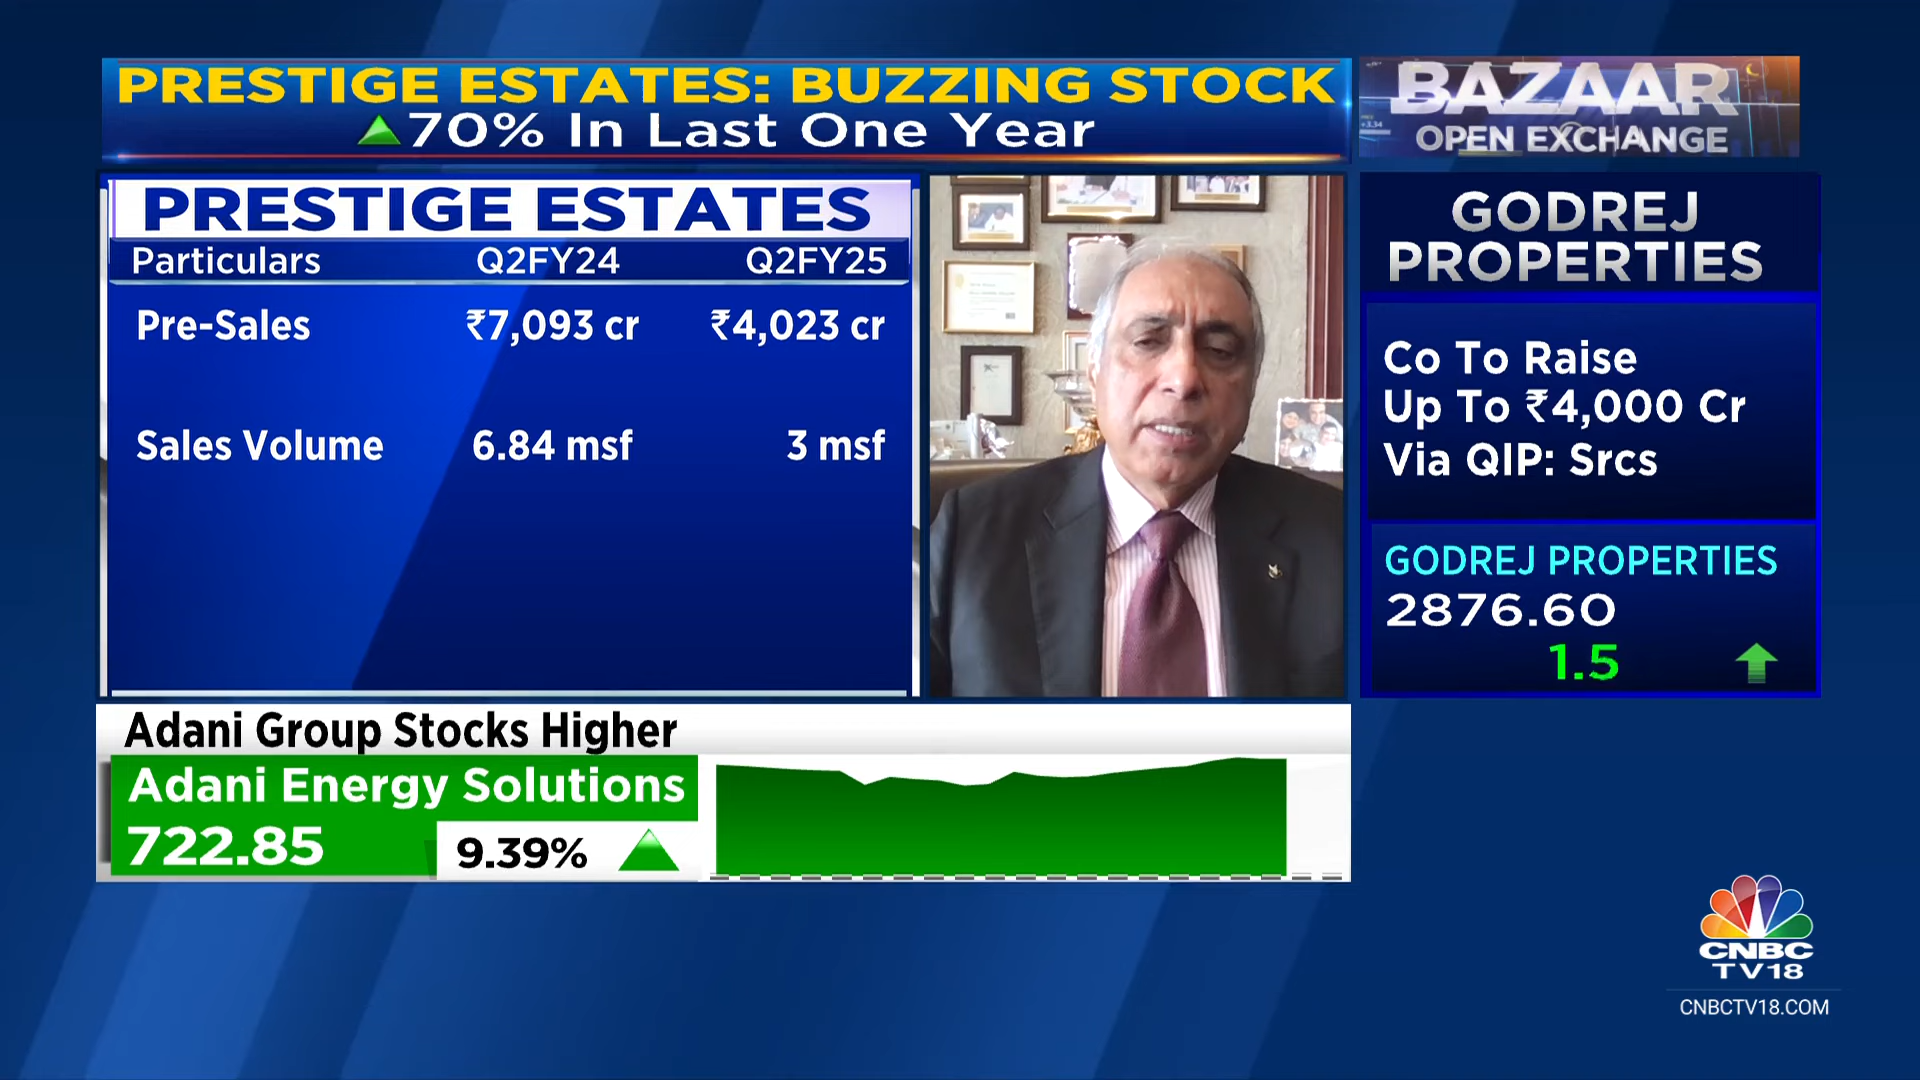 PRESTIGE ESTATES: BUZZING STOCK
70% In Last One Year
BAZAAR
OPEN EXCHANGE
PRESTIGE ESTATES
Particulars Q2FY24 Q2FY25
Pre-Sales ₹7,093 cr ₹4,023 cr
Sales Volume 6.84 msf 3 msf
GODREJ
PROPERTIES
Co To Raise
Up To ₹4,000 Cr
Via QIP: Srcs
GODREJ PROPERTIES
2876.60
1.5
Adani Group Stocks Higher
Adani Energy Solutions
722.85 9.39%
CNBC
TV18
CNBCTV18.COM